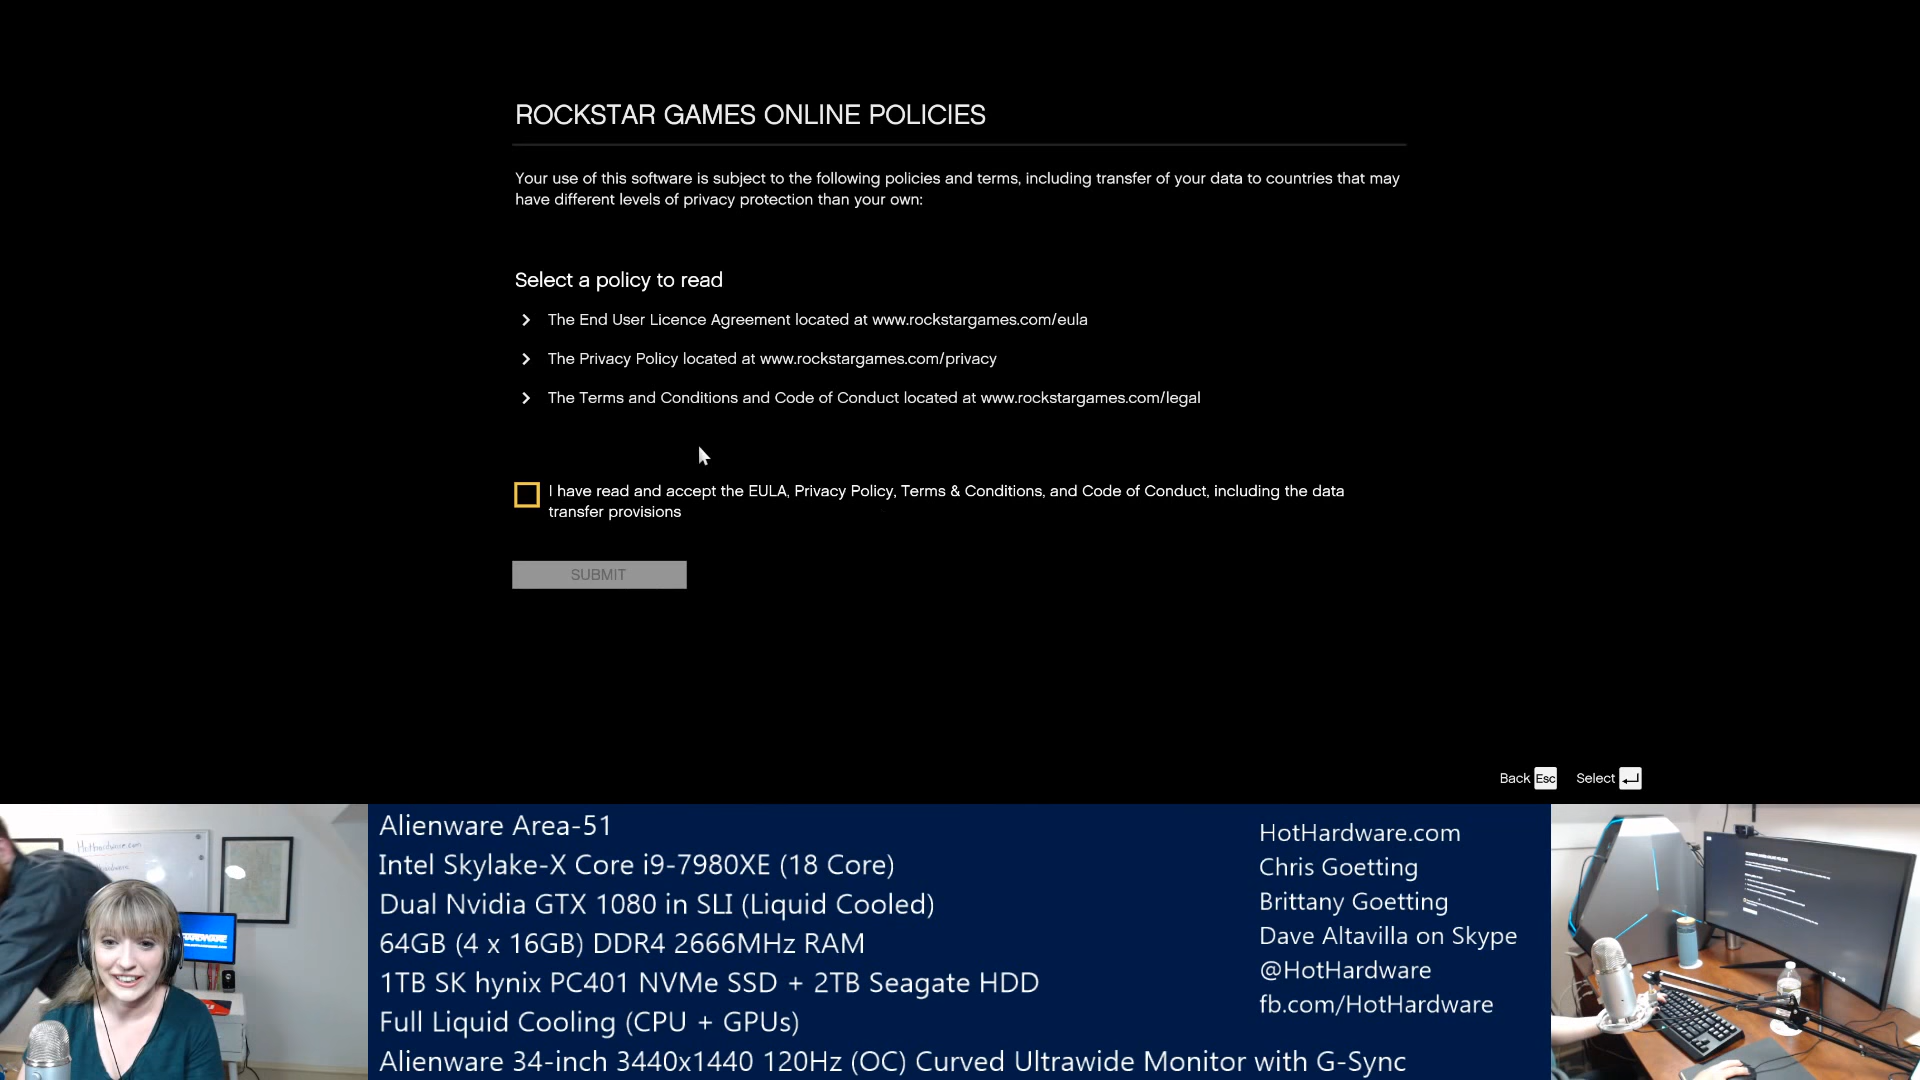 ROCKSTAR GAMES ONLINE POLICIES
Your use of this software is subject to the following policies and terms, including transfer of your data to countries that may
have different levels of privacy protection than your own:
Select a policy to read
The End User Licence Agreement located at www.rockstargames.com/eula
The Privacy Policy located at www.rockstargames.com/privacy
The Terms and Conditions and Code of Conduct located at www.rockstargames.com/legal
I have read and accept the EULA, Privacy Policy, Terms & Conditions, and Code of Conduct, including the data
transfer provisions
SUBMIT
Back Esc Select
Hothardware.com
HARDWARE
Alienware Area-51
Intel Skylake-X Core i9-7980XE (18 Core)
Dual Nvidia GTX 1080 in SLI (Liquid Cooled)
64GB (4 x 16GB) DDR4 2666MHz RAM
1TB SK hynix PC401 NVMe SSD + 2TB Seagate HDD
Full Liquid Cooling (CPU + GPUs)
Alienware 34-inch 3440x1440 120Hz (OC) Curved Ultrawide Monitor with G-Sync
HotHardware.com
Chris Goetting
Brittany Goetting
Dave Altavilla on Skype
@HotHardware
fb.com/HotHardware